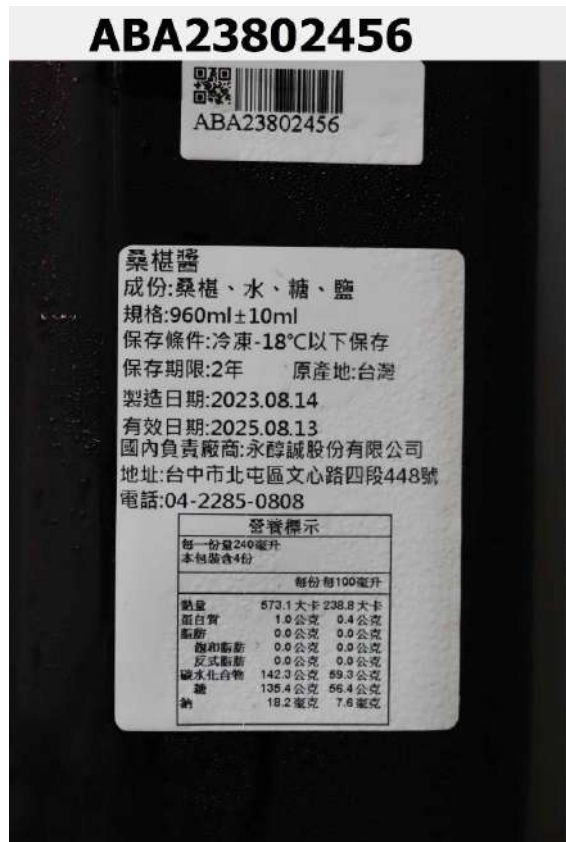 ABA23802456
ABA23802456
桑椹醬
成份:桑椹、水、糖、鹽
規格:960ml±10ml
保存條件:冷凍-18℃以下保存
保存期限:2年 原產地:台灣
製造日期:2023.08.14
有效日期:2025.08.13
國內負責廠商:永醇誠股份有限公司
地址:台中市北屯區文心路四段448號
電話:04-2285-0808
營養標示
每一份量240毫升
本包裝含4份
每份 每100毫升
熱量 573.1大卡 238.8大卡
蛋白質 1.0公克 0.4公克
脂肪 0.0公克 0.0公克
飽和脂肪 0.0公克 0.0公克
反式脂肪 0.0公克 0.0公克
碳水化合物 142.3公克 59.3公克
糖 135.4公克 56.4公克
鈉 18.2毫克 7.6毫克